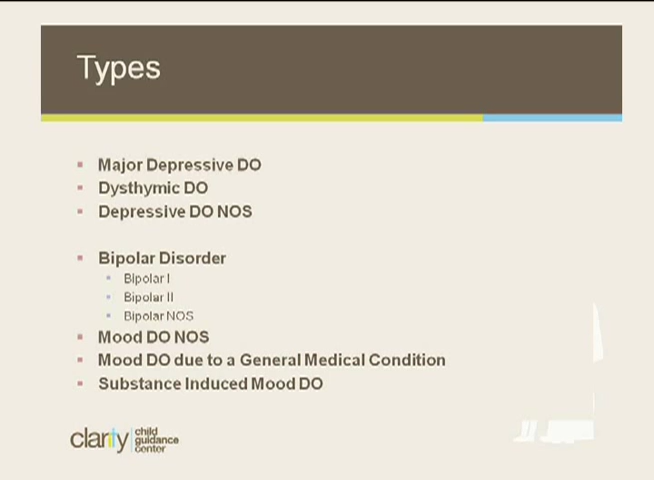 Types
Major Depressive DO
Dysthymic DO
Depressive DO NOS
Bipolar Disorder
Bipolar I
Bipolar II
Bipolar NOS
Mood DO NOS
Mood DO due to a General Medical Condition
Substance Induced Mood DO
clarity
child
guidance
center